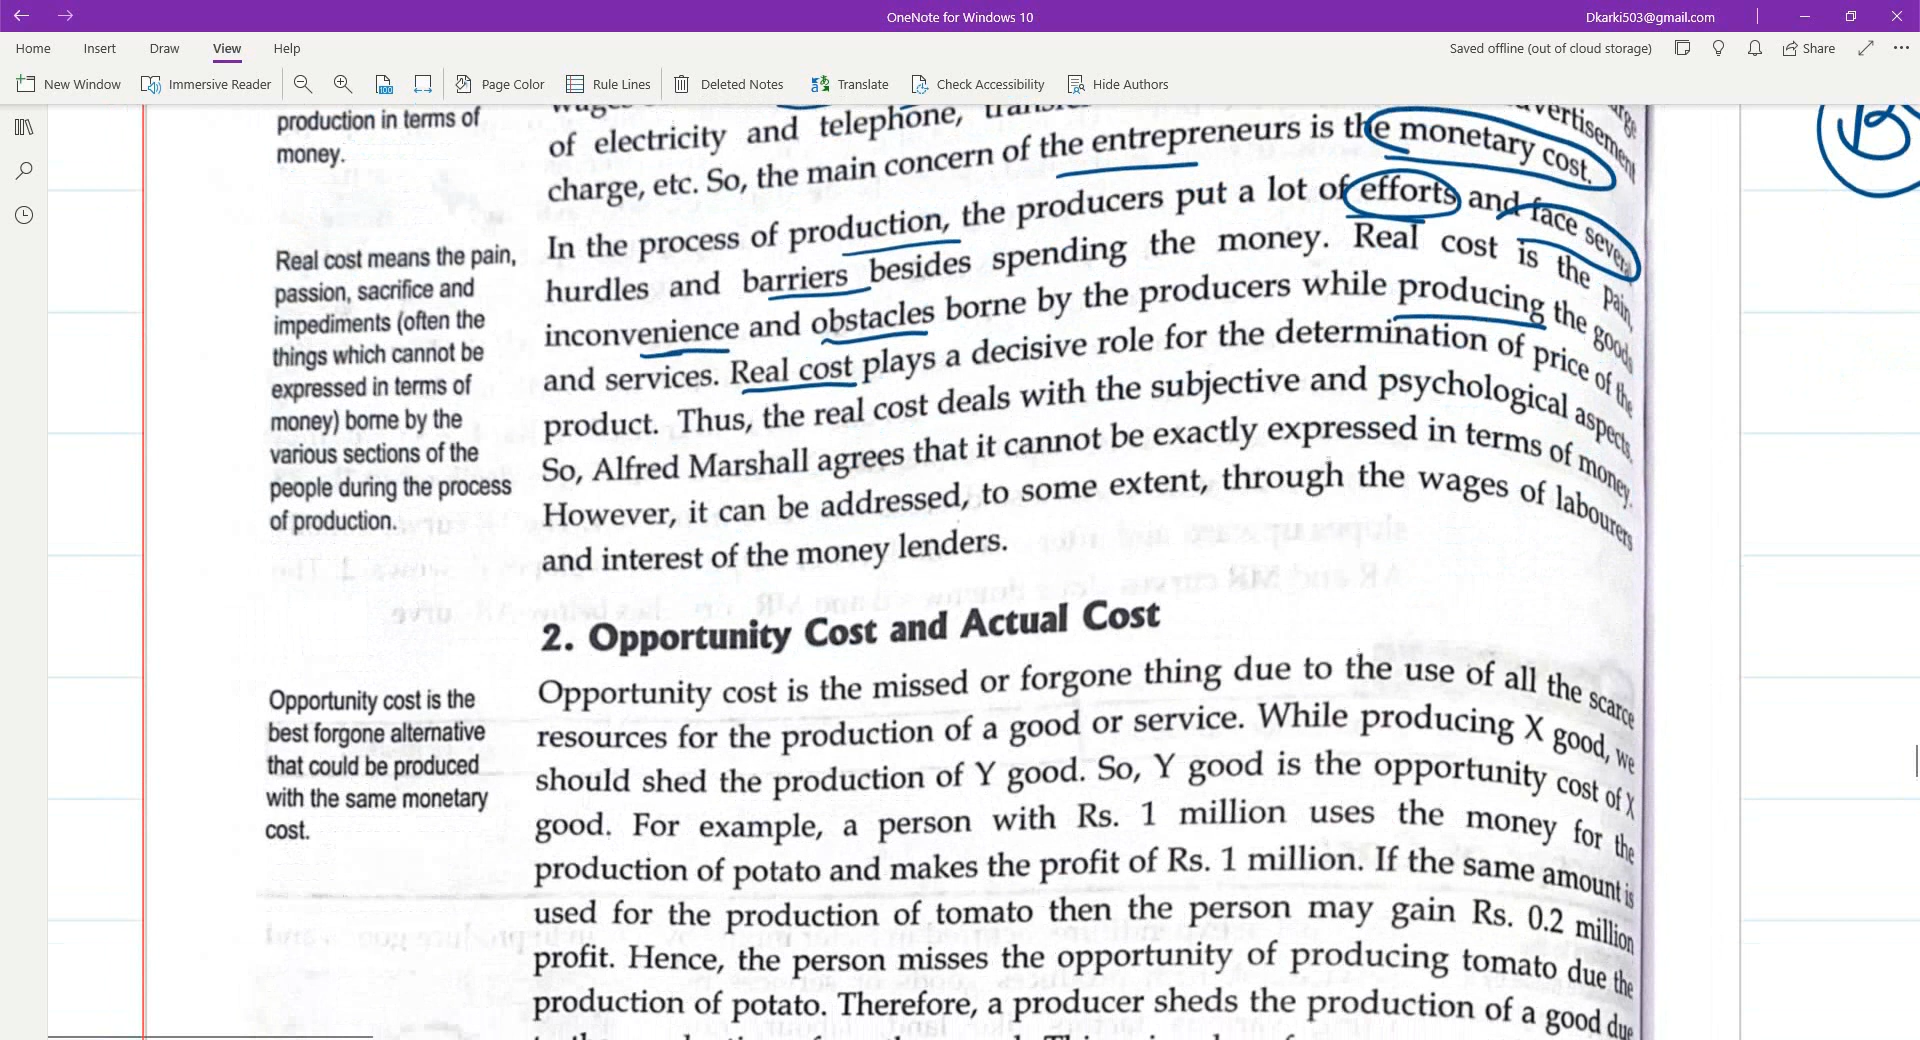 OneNote for Windows 10
Dkarki503@gmail.com
Home Insert Draw View Help
Saved offline (out of cloud storage) Share
New Window Immersive Reader Page Color Rule Lines Deleted Notes Translate Check Accessibility Hide Authors
production in terms of
money.
Real cost means the pain,
passion, sacrifice and
impediments (often the
things which cannot be
expressed in terms of
money) borne by the
various sections of the
people during the process
of production.
Opportunity cost is the
best forgone alternative
that could be produced
with the same monetary
cost.
of electricity and telephone, advertisement
charge, etc. So, the main concern of the entrepreneurs is the monetary cost.
In the process of production, the producers put a lot of efforts and face several
hurdles and barriers besides spending the money. Real cost is the pain,
inconvenience and obstacles borne by the producers while producing the goods
and services. Real cost plays a decisive role for the determination of price of the
product. Thus, the real cost deals with the subjective and psychological aspects.
So, Alfred Marshall agrees that it cannot be exactly expressed in terms of money.
However, it can be addressed, to some extent, through the wages of labourers
and interest of the money lenders.
2. Opportunity Cost and Actual Cost
Opportunity cost is the missed or forgone thing due to the use of all the scarce
resources for the production of a good or service. While producing X good, we
should shed the production of Y good. So, Y good is the opportunity cost of X
good. For example, a person with Rs. 1 million uses the money for the
production of potato and makes the profit of Rs. 1 million. If the same amount is
used for the production of tomato then the person may gain Rs. 0.2 million
profit. Hence, the person misses the opportunity of producing tomato due the
production of potato. Therefore, a producer sheds the production of a good due
B